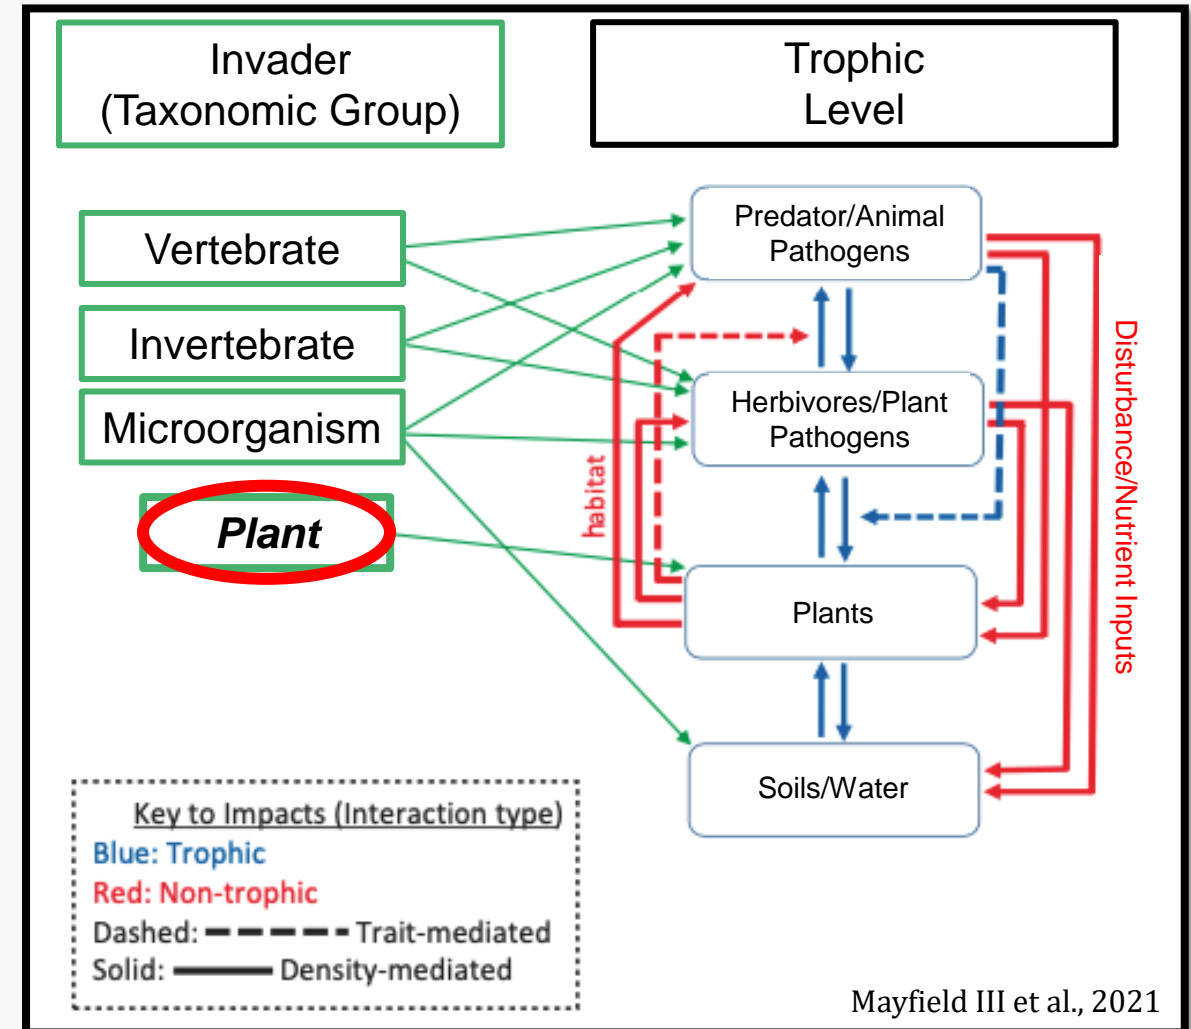 Invader
(Taxonomic Group)
Trophic
Level
Vertebrate
Invertebrate
Microorganism
Plant
Predator/Animal
Pathogens
Herbivores/Plant
Pathogens
Plants
Soils/Water
habitat
Disturbance/Nutrient Inputs
Key to Impacts (Interaction type)
Blue: Trophic
Red: Non-trophic
Dashed: Trait-mediated
Solid: Density-mediated
Mayfield III et al., 2021